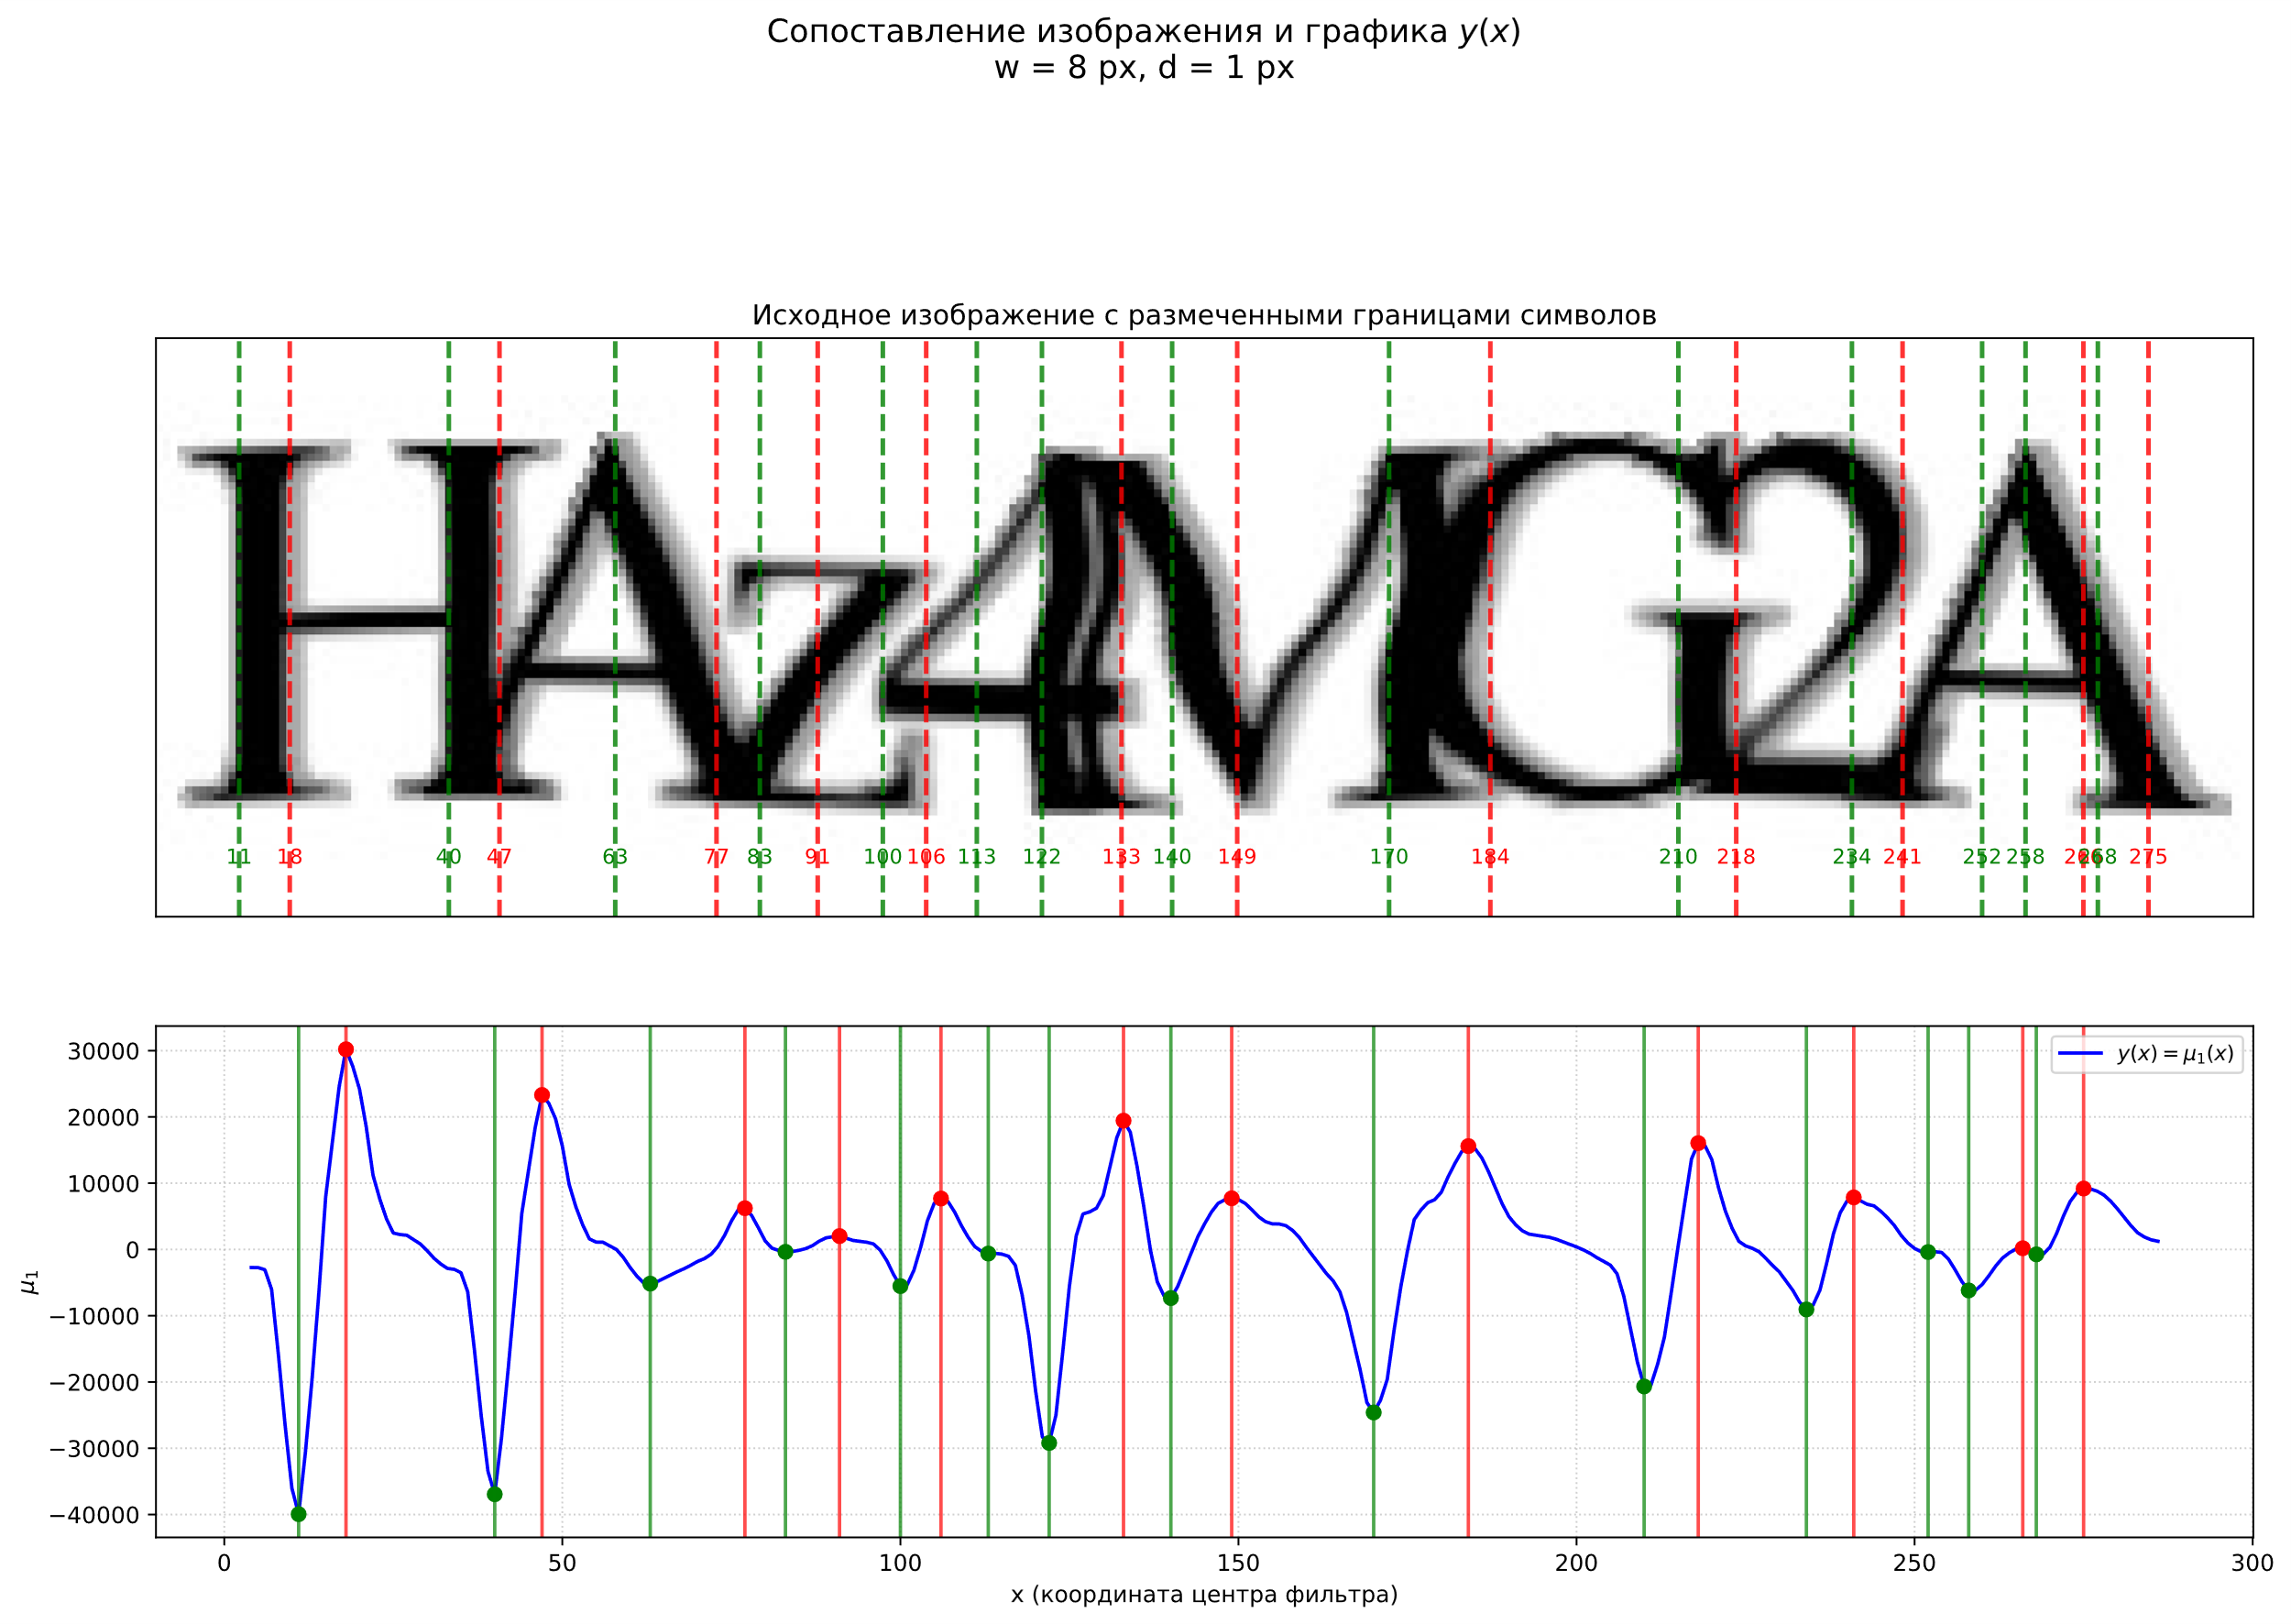 Сопоставление изображения и графика y(x)
w = 8 px, d = 1 px
Исходное изображение с размеченными границами символов
HAz4MG2A
11 18 40 47 63 77 83 91 100 106 113 122 133 140 149 170 184 210 218 234 241 252 258 266 268 275
30000
20000
10000
0
−10000
−20000
−30000
−40000
μ₁
y(x) = μ₁(x)
0 50 100 150 200 250 300
x (координата центра фильтра)